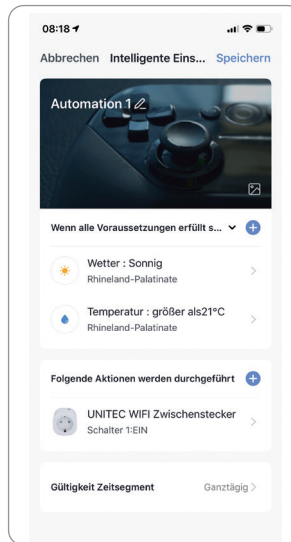 08:18
Abbrechen Intelligente Eins... Speichern
Automation 1
Wenn alle Voraussetzungen erfüllt s...
Wetter : Sonnig
Rhineland-Palatinate
Temperatur : größer als21°C
Rhineland-Palatinate
Folgende Aktionen werden durchgeführt
UNITEC WIFI Zwischenstecker
Schalter 1:EIN
Gültigkeit Zeitsegment Ganztägig